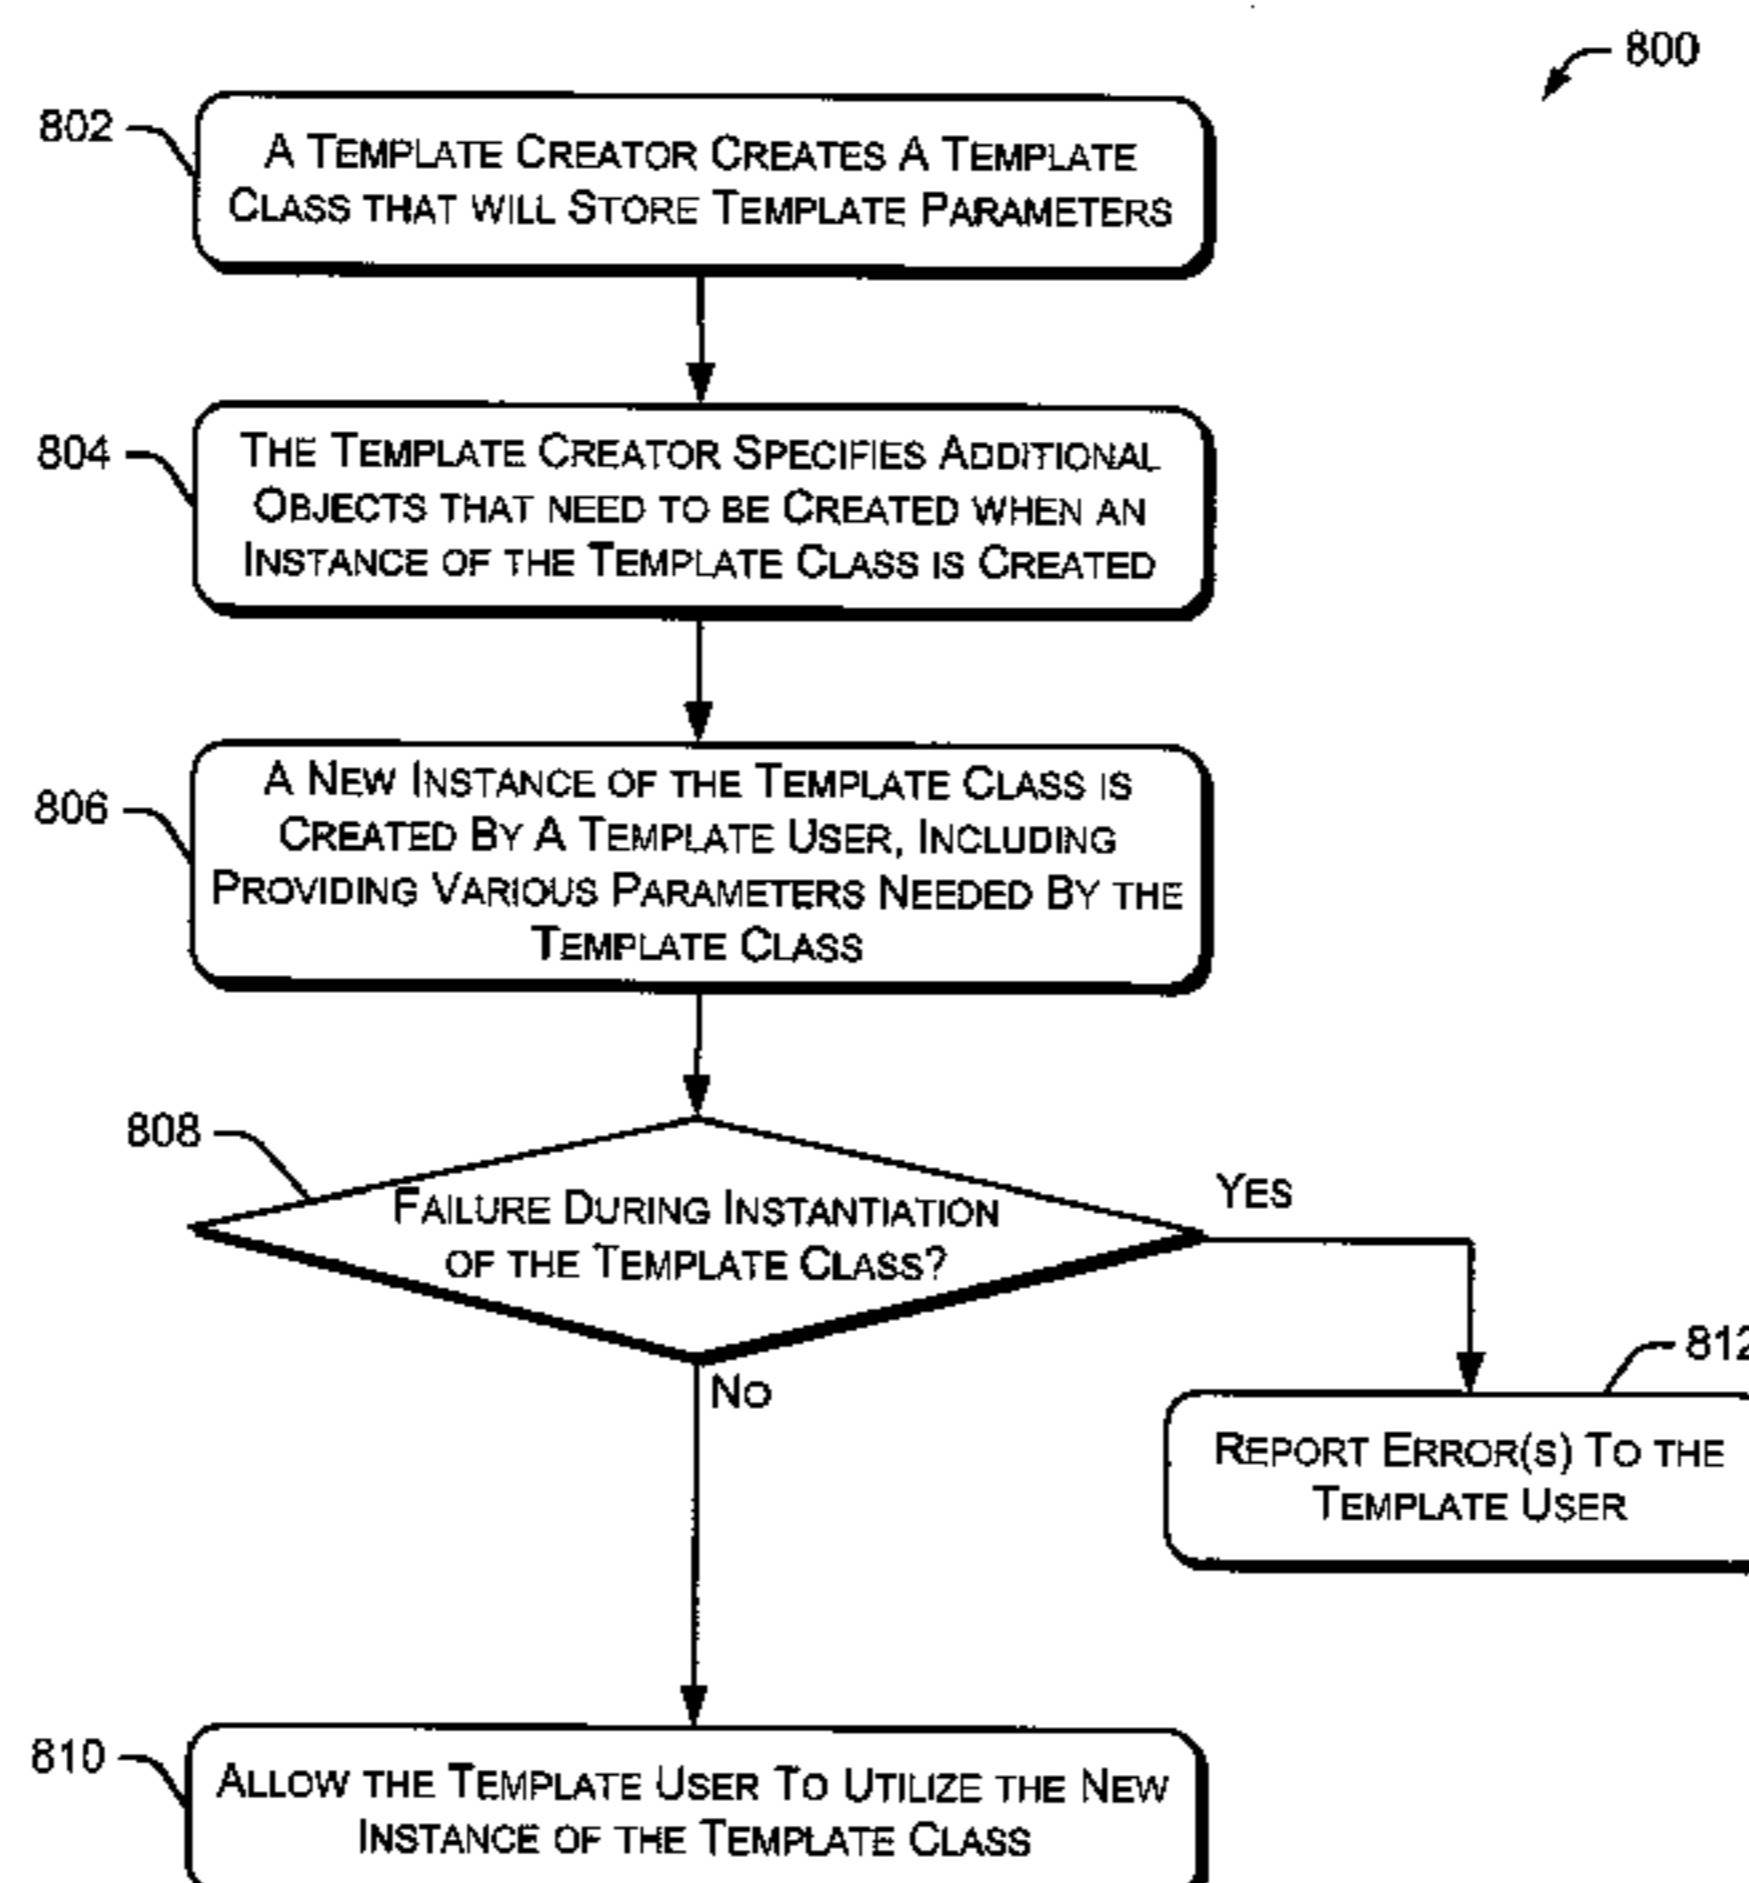 800
802
A TEMPLATE CREATOR CREATES A TEMPLATE
CLASS THAT WILL STORE TEMPLATE PARAMETERS
804
THE TEMPLATE CREATOR SPECIFIES ADDITIONAL
OBJECTS THAT NEED TO BE CREATED WHEN AN
INSTANCE OF THE TEMPLATE CLASS IS CREATED
806
A NEW INSTANCE OF THE TEMPLATE CLASS IS
CREATED BY A TEMPLATE USER, INCLUDING
PROVIDING VARIOUS PARAMETERS NEEDED BY THE
TEMPLATE CLASS
808
FAILURE DURING INSTANTIATION
OF THE TEMPLATE CLASS?
YES
NO
812
REPORT ERROR(S) TO THE
TEMPLATE USER
810
ALLOW THE TEMPLATE USER TO UTILIZE THE NEW
INSTANCE OF THE TEMPLATE CLASS